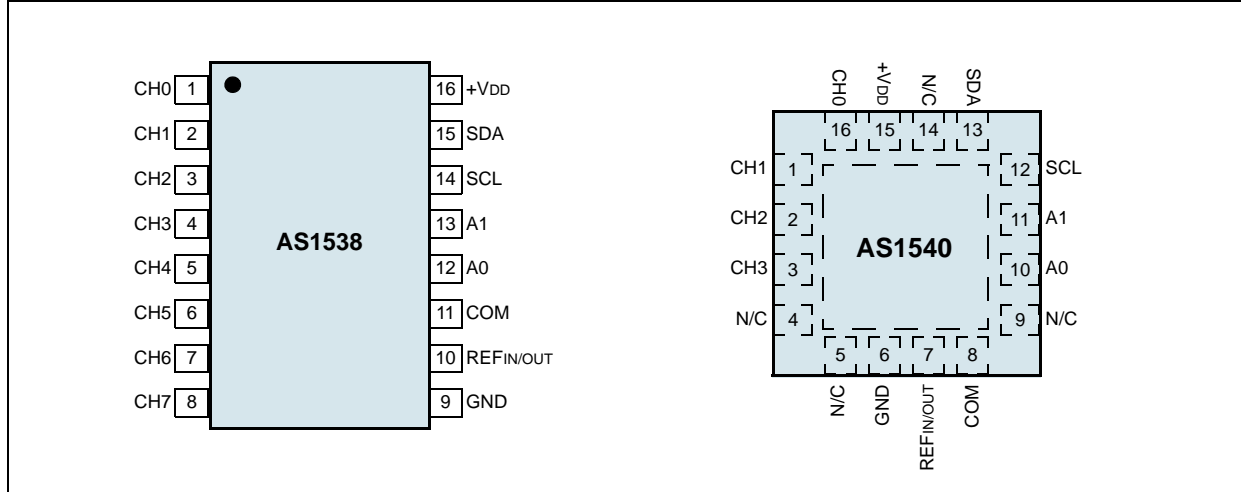 CH0 1 16 +VDD
CH1 2 15 SDA
CH2 3 14 SCL
CH3 4 13 A1
AS1538
CH4 5 12 A0
CH5 6 11 COM
CH6 7 10 REFIN/OUT
CH7 8 9 GND
CH0 +VDD N/C SDA
16 15 14 13
CH1 1 12 SCL
CH2 2 11 A1
AS1540
CH3 3 10 A0
N/C 4 9 N/C
5 6 7 8
N/C GND REFIN/OUT COM